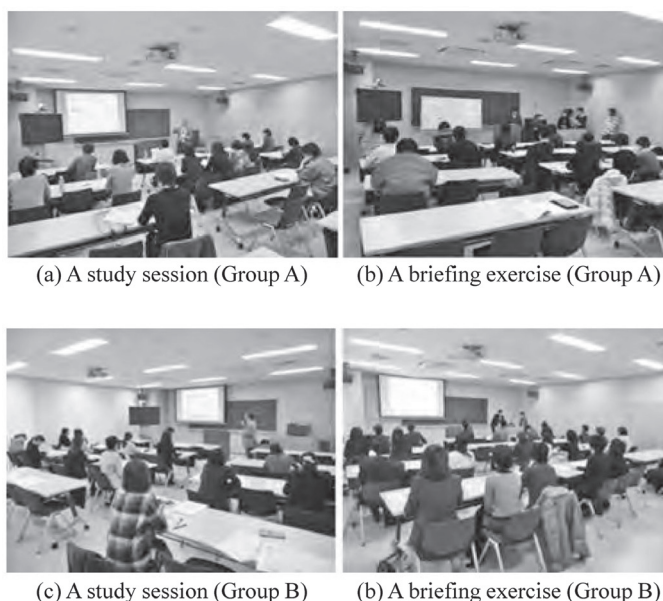 (a) A study session (Group A)
(b) A briefing exercise (Group A)
(c) A study session (Group B)
(b) A briefing exercise (Group B)